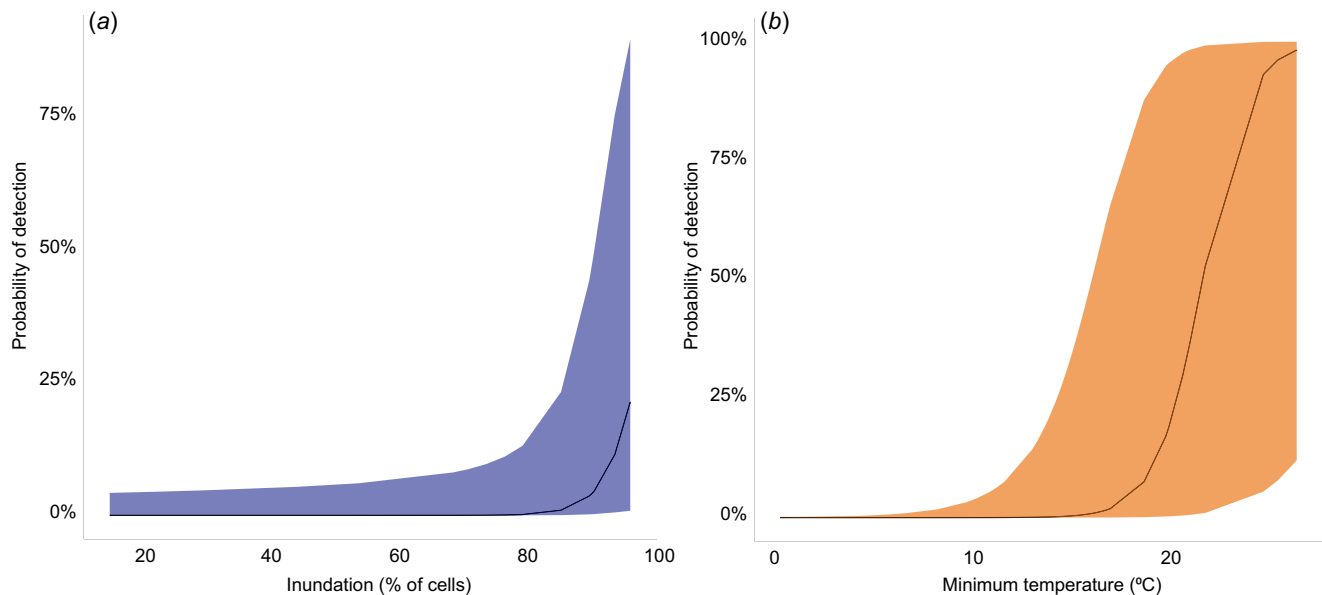 (a)
Probability of detection
75%
50%
25%
0%
20 40 60 80 100
Inundation (% of cells)
(b)
Probability of detection
100%
75%
50%
25%
0%
0 10 20
Minimum temperature (ºC)